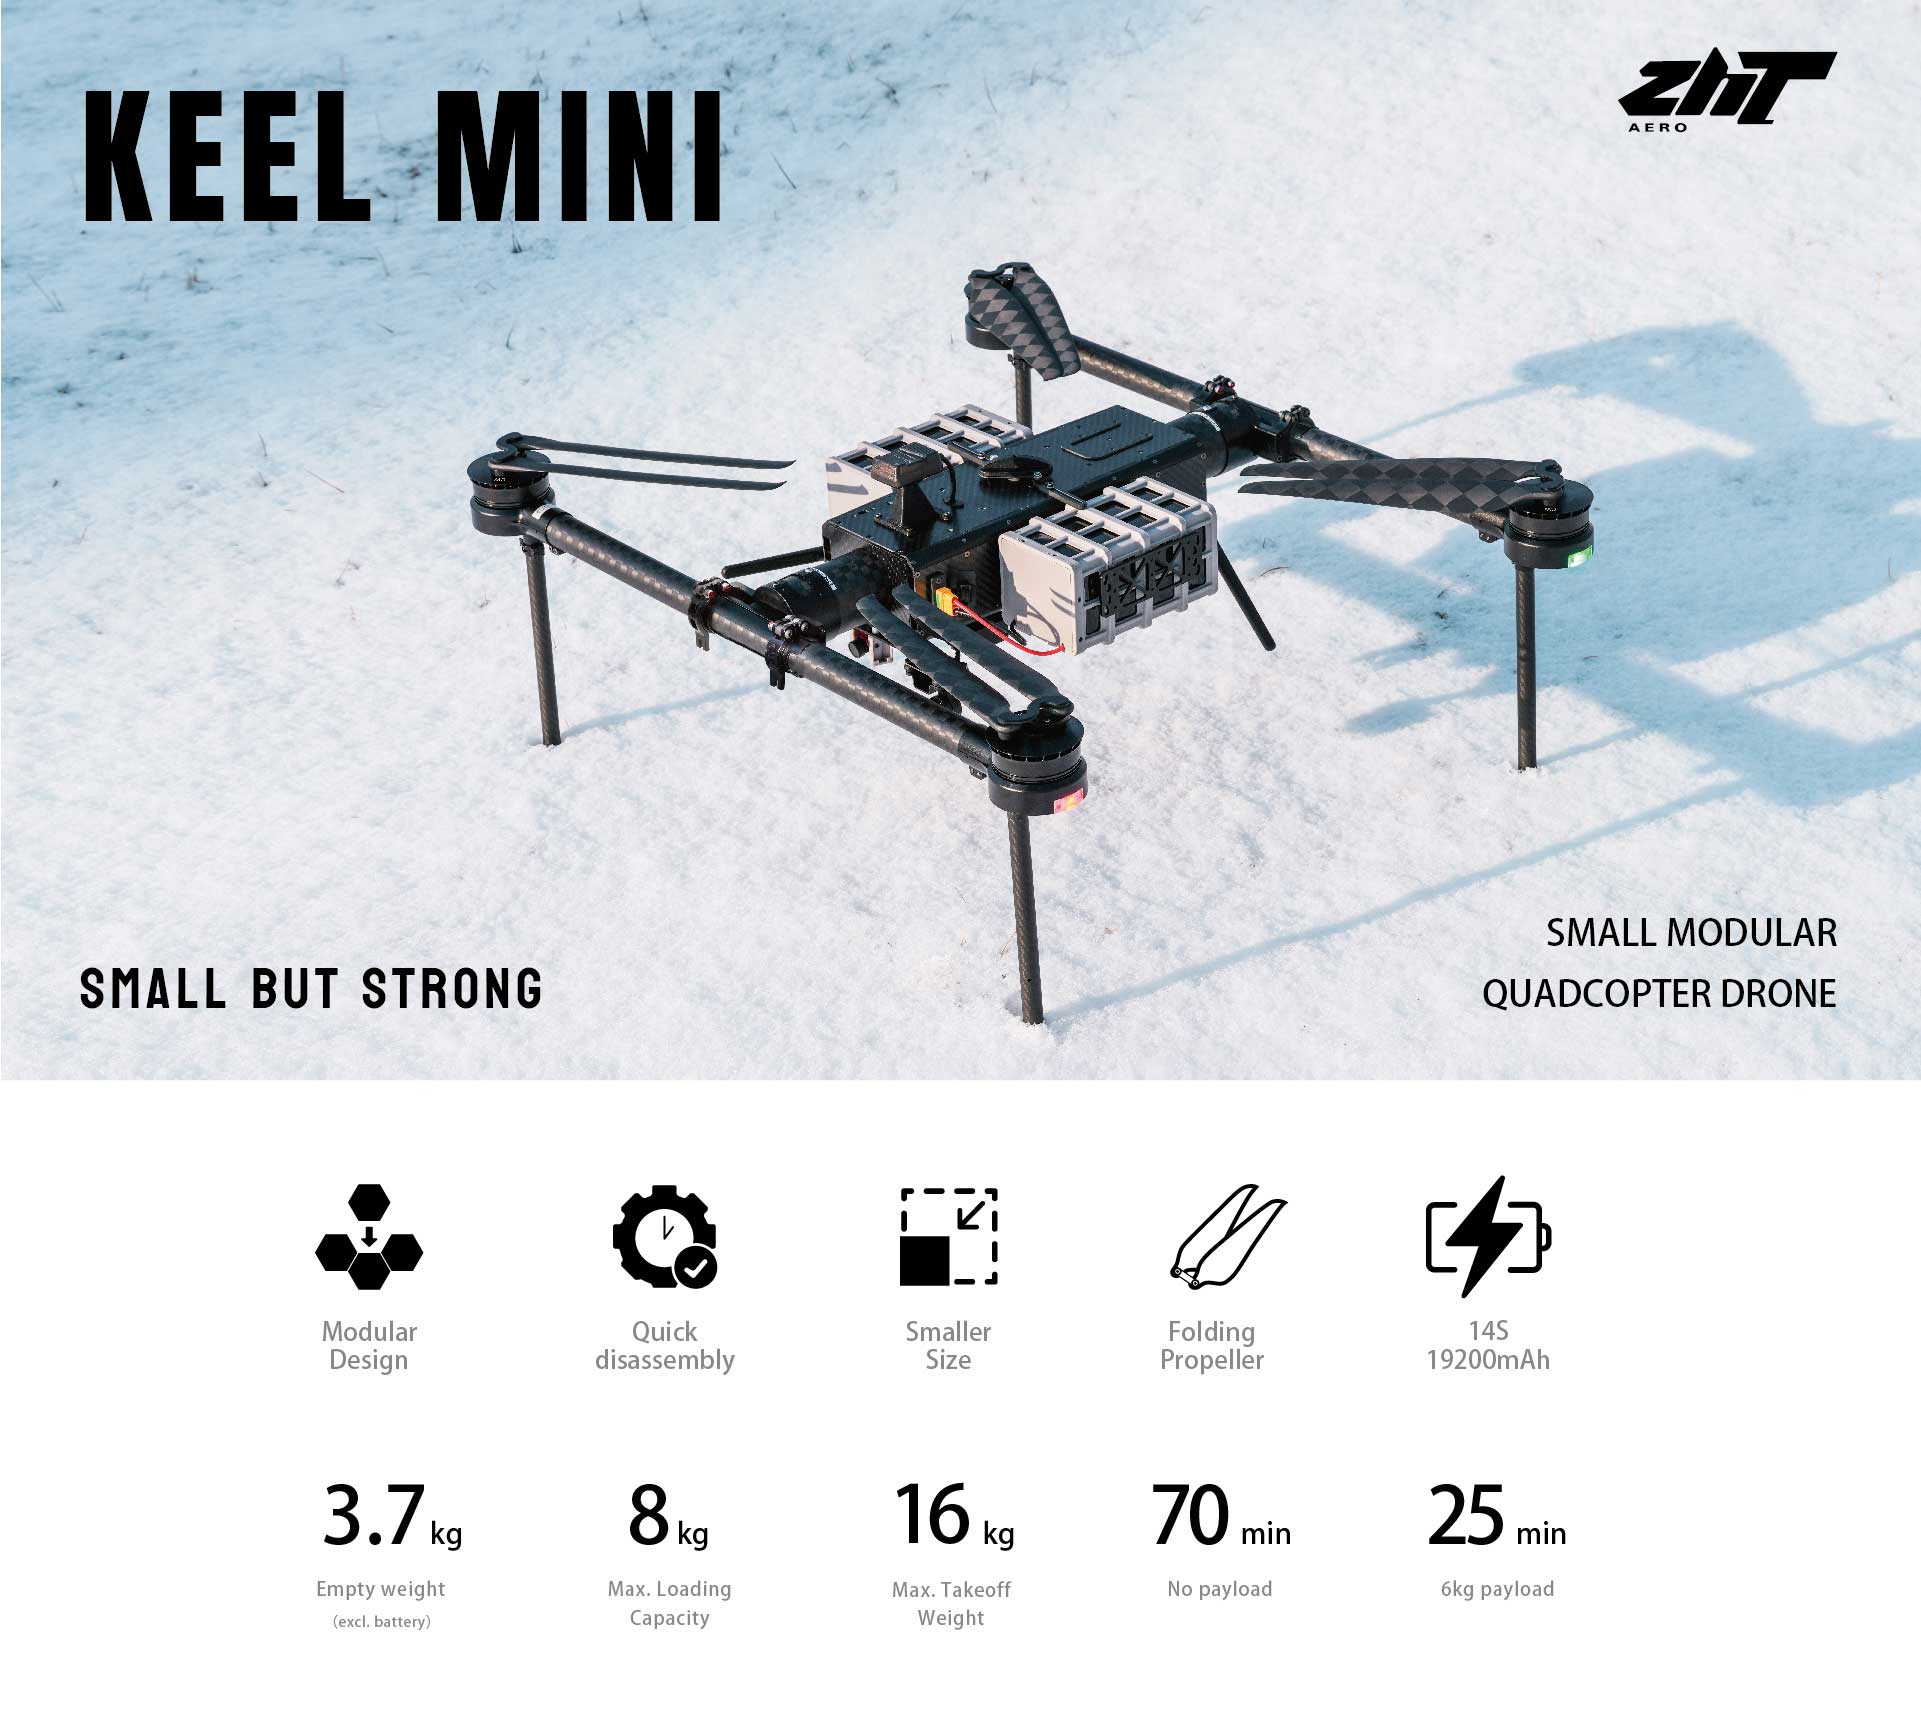 KEEL MINI
zhT
AERO
SMALL BUT STRONG
SMALL MODULAR
QUADCOPTER DRONE
Modular
Design
Quick
disassembly
Smaller
Size
Folding
Propeller
14S
19200mAh
3.7 kg
Empty weight
(excl. battery)
8 kg
Max. Loading
Capacity
16 kg
Max. Takeoff
Weight
70 min
No payload
25 min
6kg payload